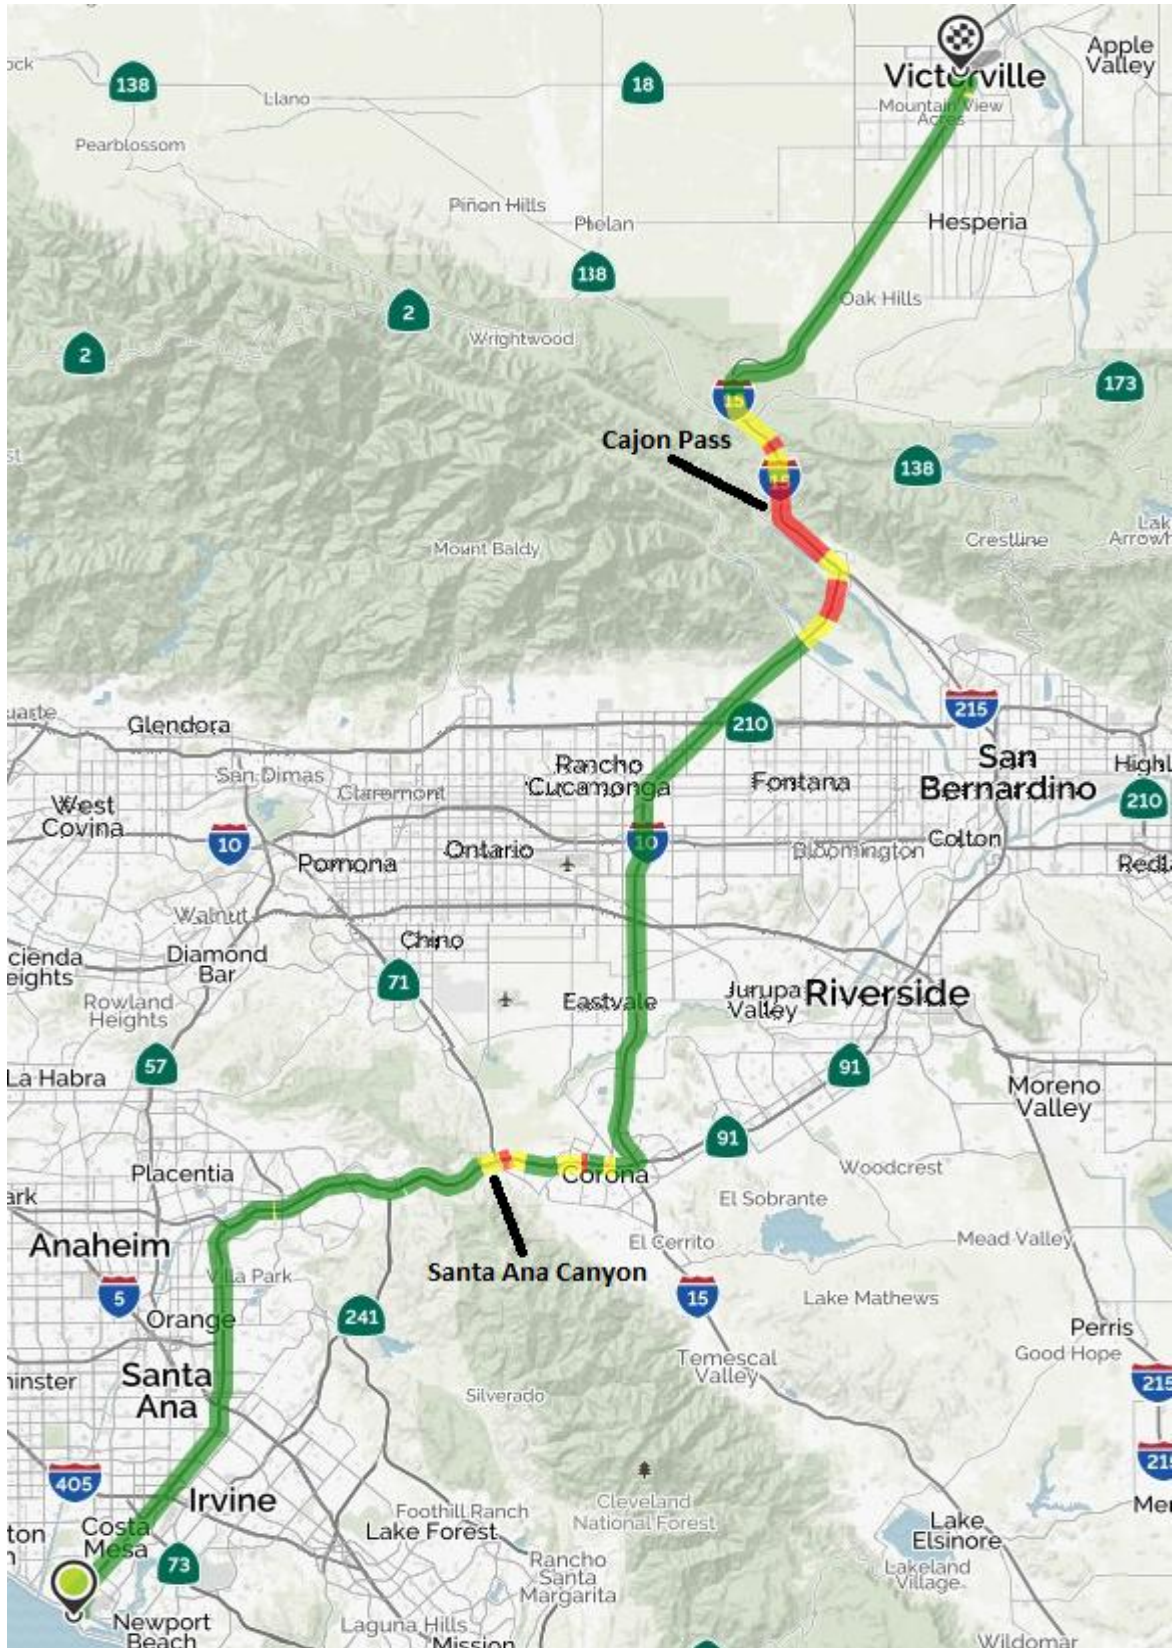 Apple
Valley
Victorville
138
18
Llano
Mountain View
Acres
Pearblossom
Piñon Hills
Phelan
Hesperia
138
2
Oak Hills
Wrightwood
2
173
15
Cajon Pass
15
138
Crestline
Mount Baldy
215
Glendora
210
San
Bernardino
San Dimas
Rancho
Cucamonga
Fontana
Claremont
210
West
Covina
10
10
Colton
Ontario
Pomona
Bloomington
Walnut
Chino
Diamond
Bar
71
Eastvale
Jurupa
Valley
Riverside
Rowland
Heights
57
91
La Habra
Moreno
Valley
91
Placentia
Corona
Woodcrest
El Sobrante
Anaheim
El Cerrito
Mead Valley
Santa Ana Canyon
Villa Park
5
15
Lake Mathews
Orange
241
Perris
Good Hope
Santa
Ana
Temescal
Valley
215
Silverado
405
Irvine
Cleveland
National Forest
Foothill Ranch
Lake Forest
Costa
Mesa
73
Lake
Elsinore
Rancho
Santa
Margarita
Lakeland
Village
Newport
Beach
Laguna Hills
Mission
Wildomar